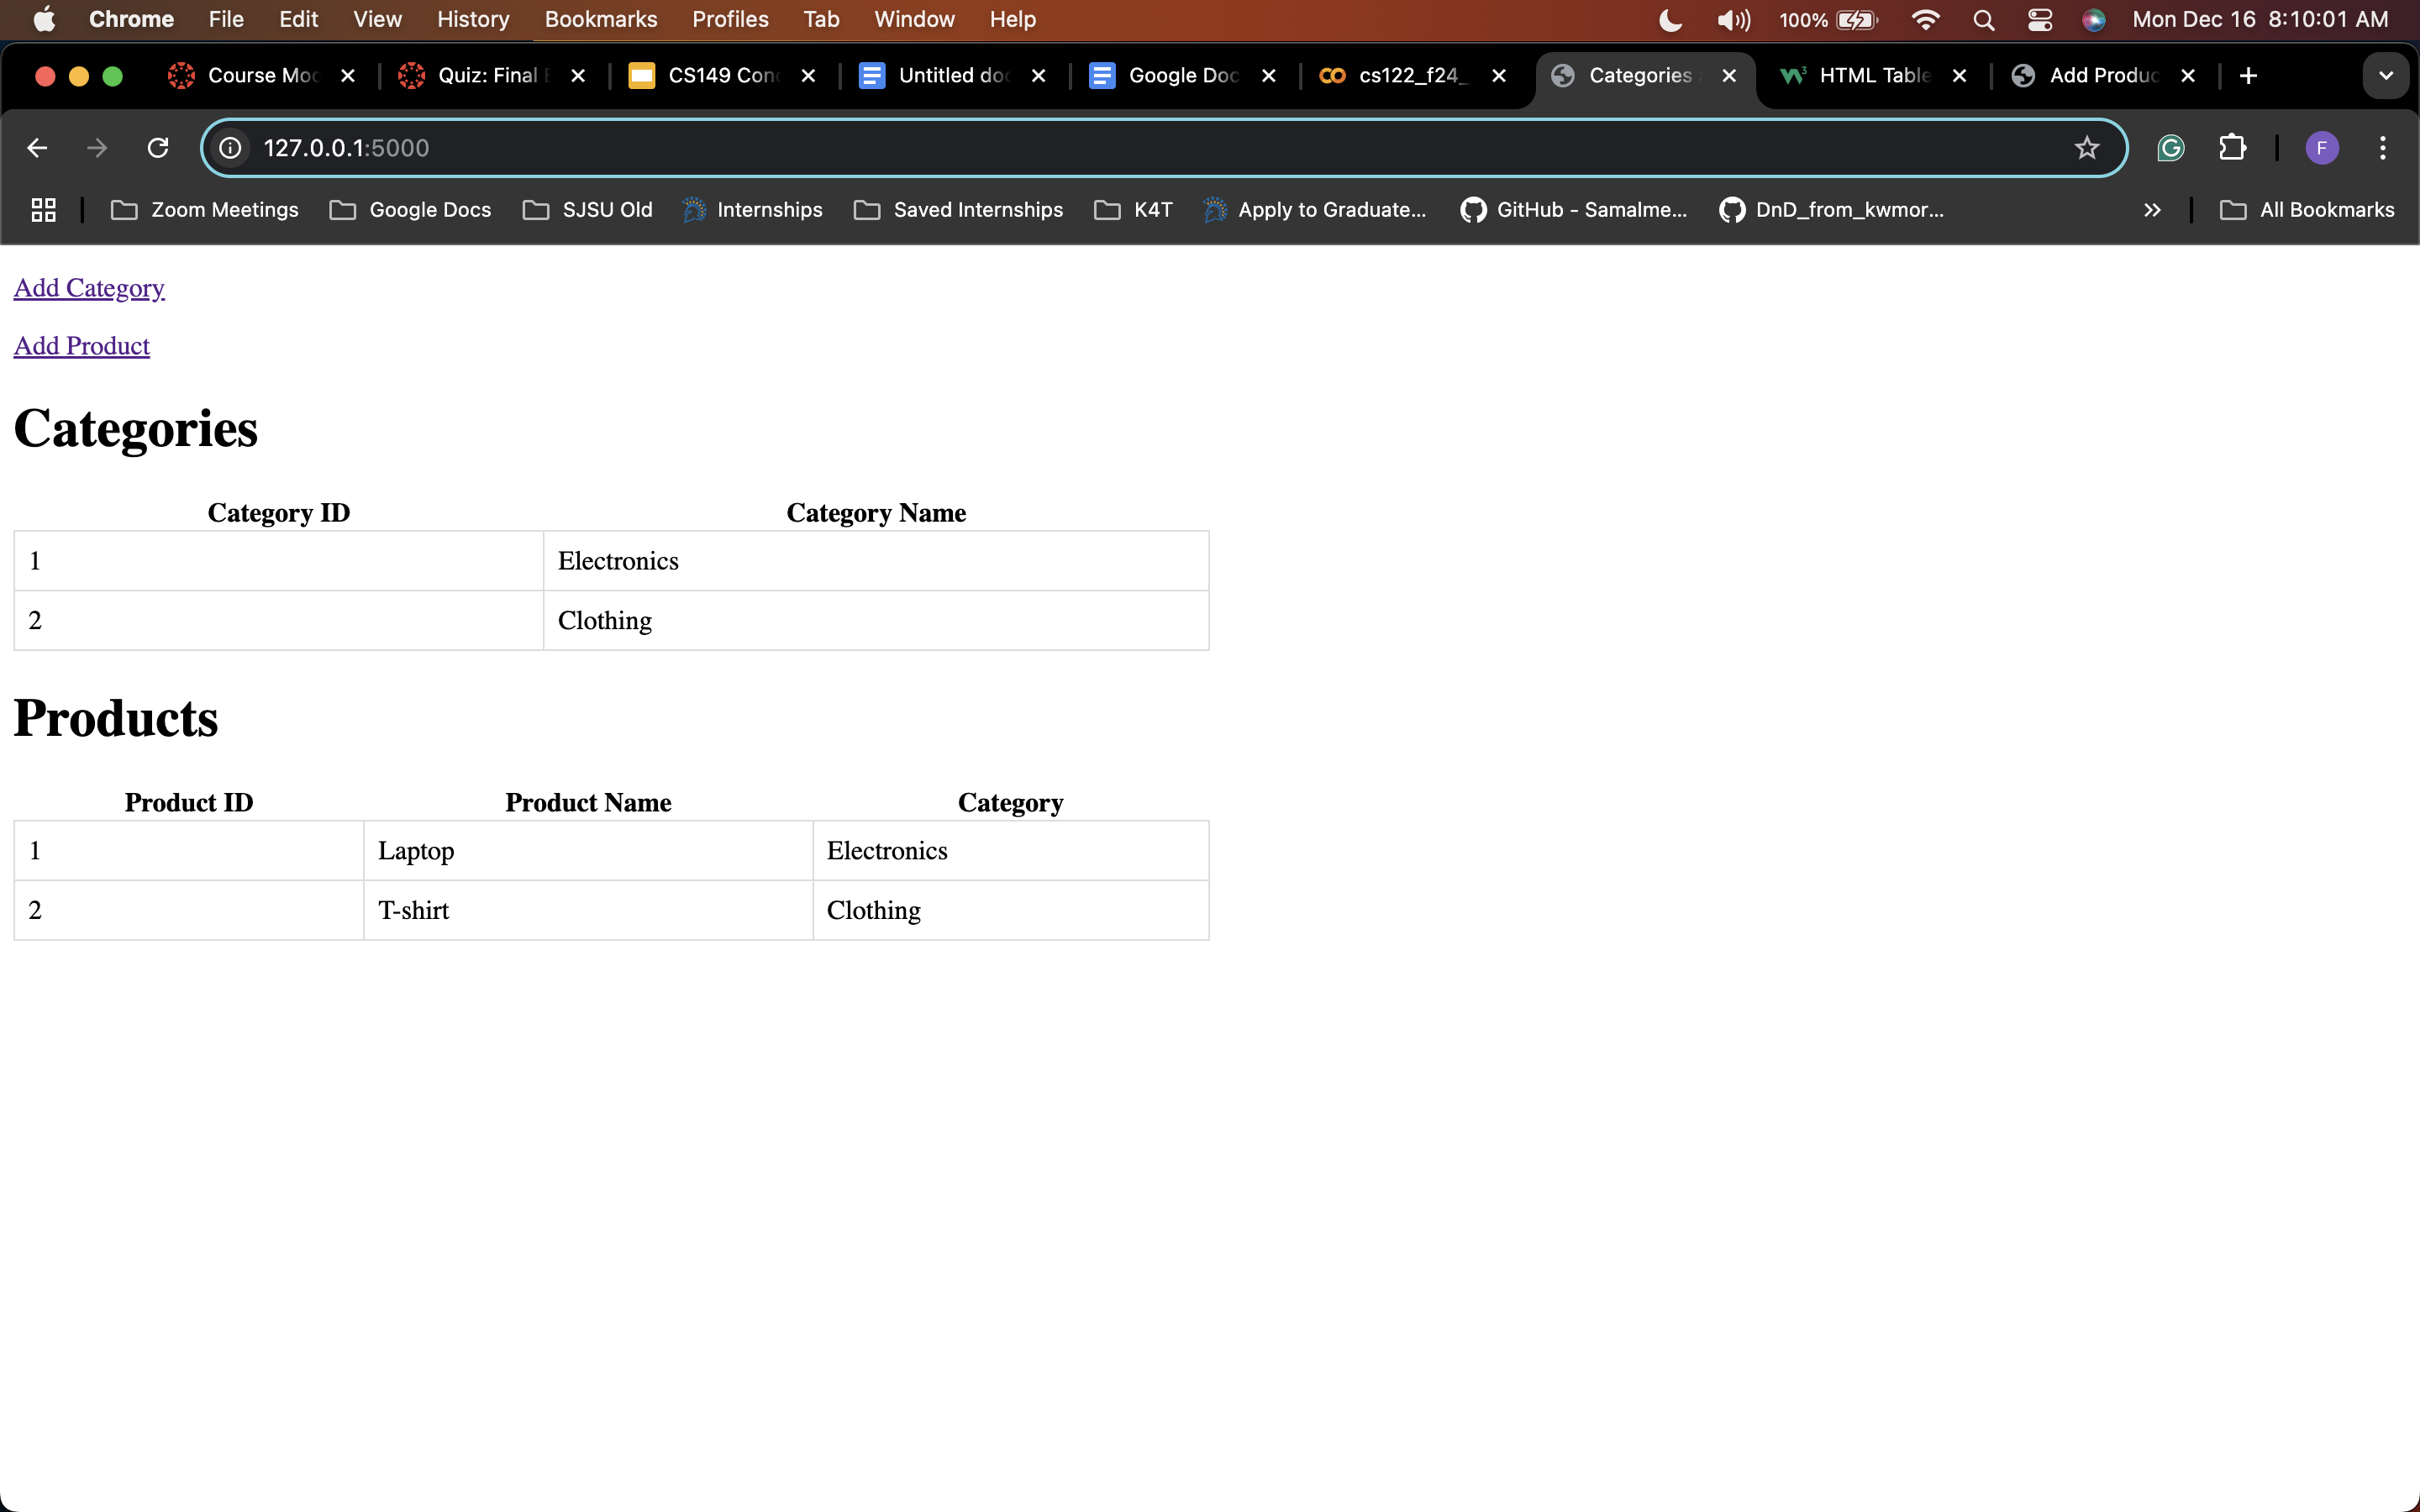 Chrome File Edit View History Bookmarks Profiles Tab Window Help 100% Mon Dec 16 8:10:01 AM
Course Mod Quiz: Final E CS149 Conc Untitled doc Google Doc cs122_f24_ Categories HTML Table Add Produc
127.0.0.1:5000 F
Zoom Meetings Google Docs SJSU Old Internships Saved Internships K4T Apply to Graduate... GitHub - Samalme... DnD_from_kwmor... All Bookmarks
Add Category
Add Product
Categories
Category ID Category Name
1 Electronics
2 Clothing
Products
Product ID Product Name Category
1 Laptop Electronics
2 T-shirt Clothing